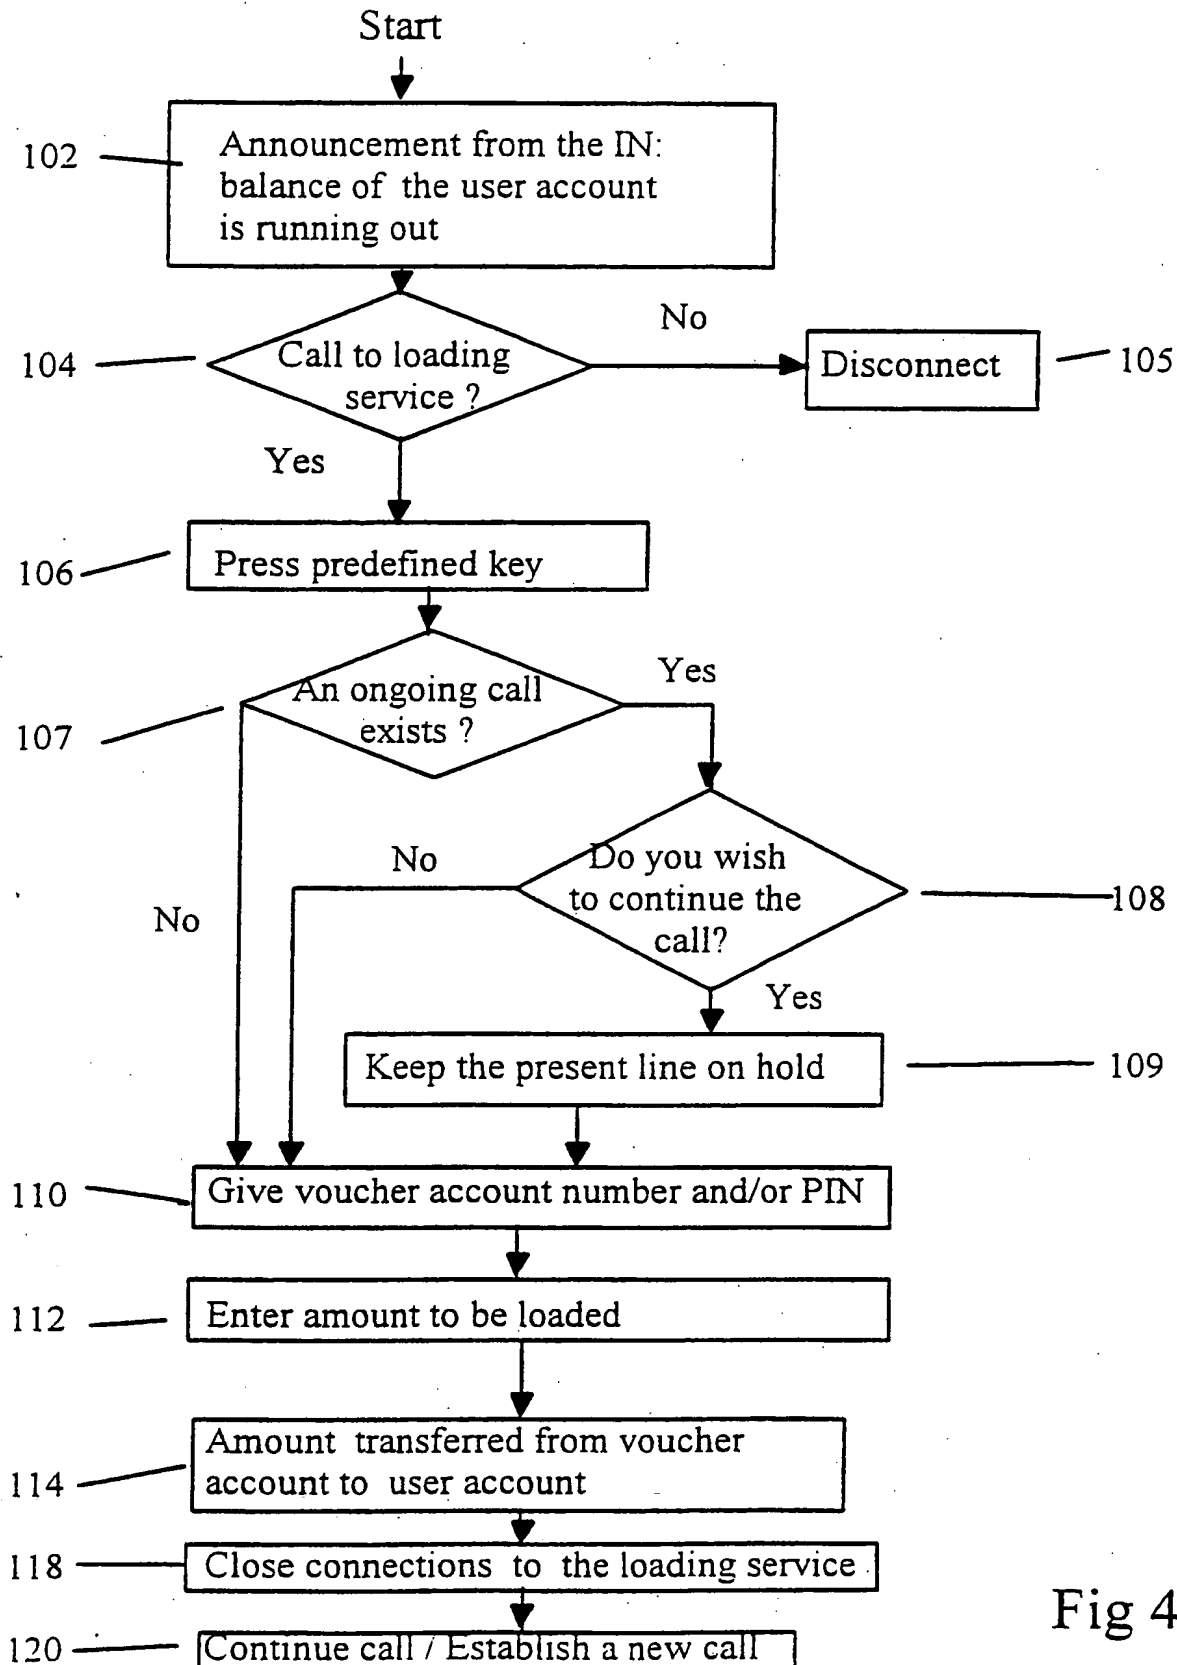 Start
102
Announcement from the IN:
balance of the user account
is running out
No
104
Call to loading
service ?
Disconnect
105
Yes
106
Press predefined key
Yes
107
An ongoing call
exists ?
No
Do you wish
to continue the
call?
108
No
Yes
Keep the present line on hold
109
110
Give voucher account number and/or PIN
112
Enter amount to be loaded
114
Amount transferred from voucher
account to user account
118
Close connections to the loading service
Fig 4
120
Continue call / Establish a new call